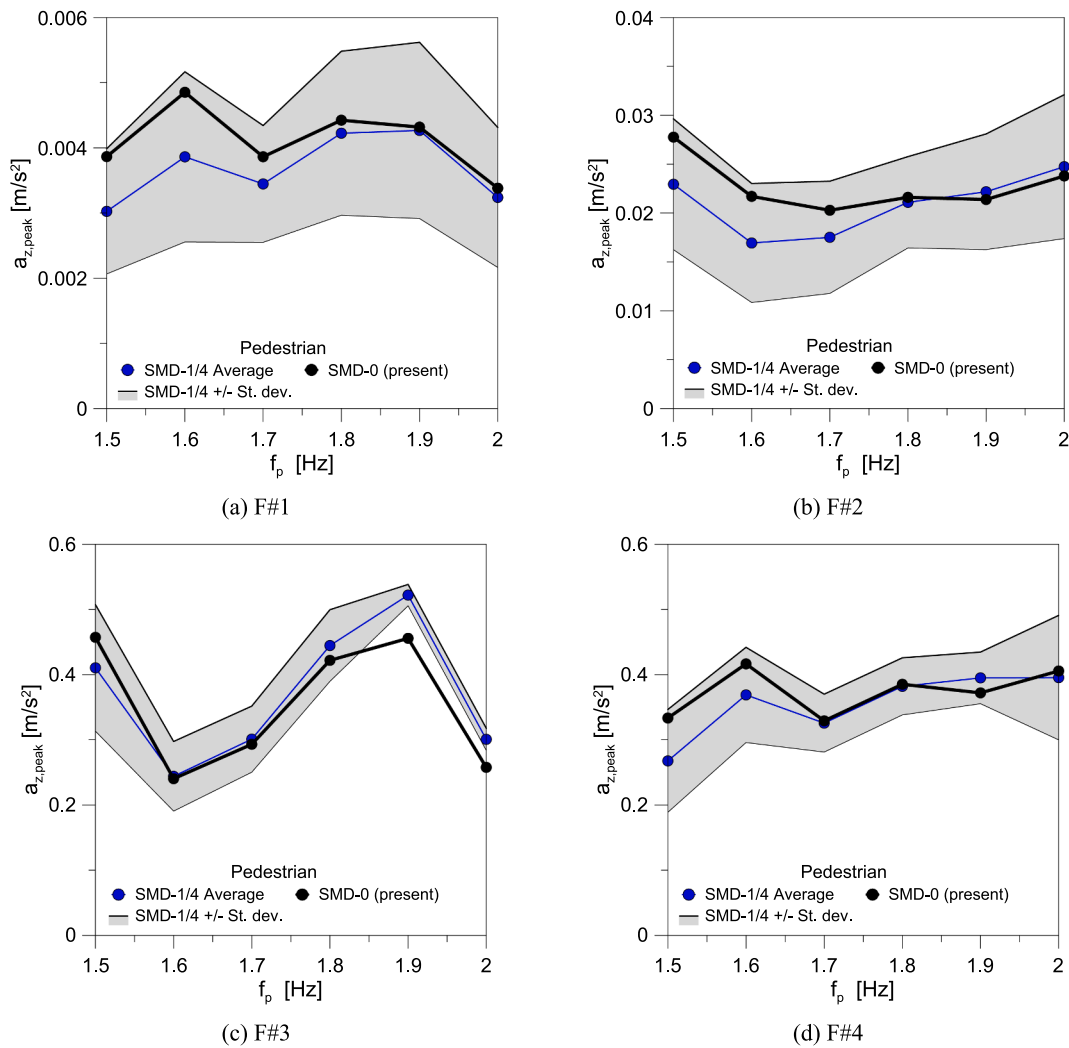 0.006
0.004
0.002
0
a_z,peak [m/s²]
Pedestrian
SMD-1/4 Average SMD-0 (present)
SMD-1/4 +/- St. dev.
1.5 1.6 1.7 1.8 1.9 2
f_p [Hz]
(a) F#1
0.04
0.03
0.02
0.01
0
a_z,peak [m/s²]
Pedestrian
SMD-1/4 Average SMD-0 (present)
SMD-1/4 +/- St. dev.
1.5 1.6 1.7 1.8 1.9 2
f_p [Hz]
(b) F#2
0.6
0.4
0.2
0
a_z,peak [m/s²]
Pedestrian
SMD-1/4 Average SMD-0 (present)
SMD-1/4 +/- St. dev.
1.5 1.6 1.7 1.8 1.9 2
f_p [Hz]
(c) F#3
0.6
0.4
0.2
0
a_z,peak [m/s²]
Pedestrian
SMD-1/4 Average SMD-0 (present)
SMD-1/4 +/- St. dev.
1.5 1.6 1.7 1.8 1.9 2
f_p [Hz]
(d) F#4